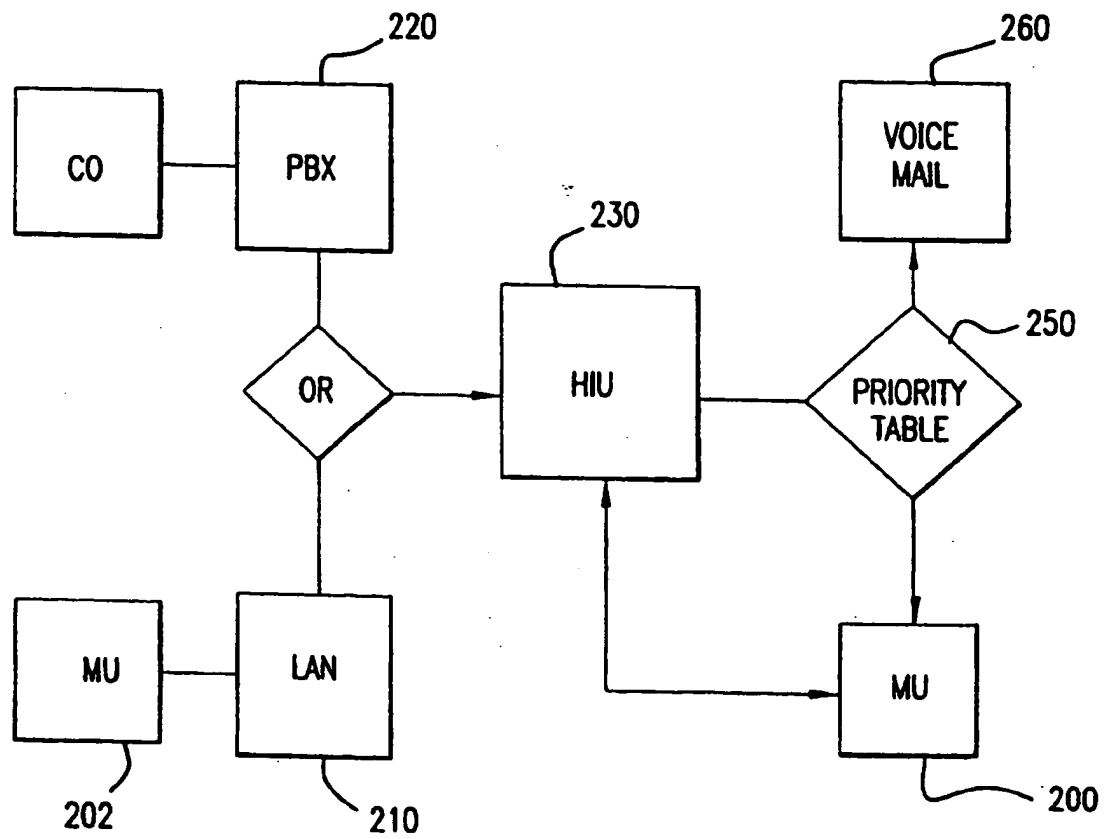 220
260
CO
PBX
VOICE
MAIL
230
250
OR
HIU
PRIORITY
TABLE
MU
LAN
MU
202
210
200